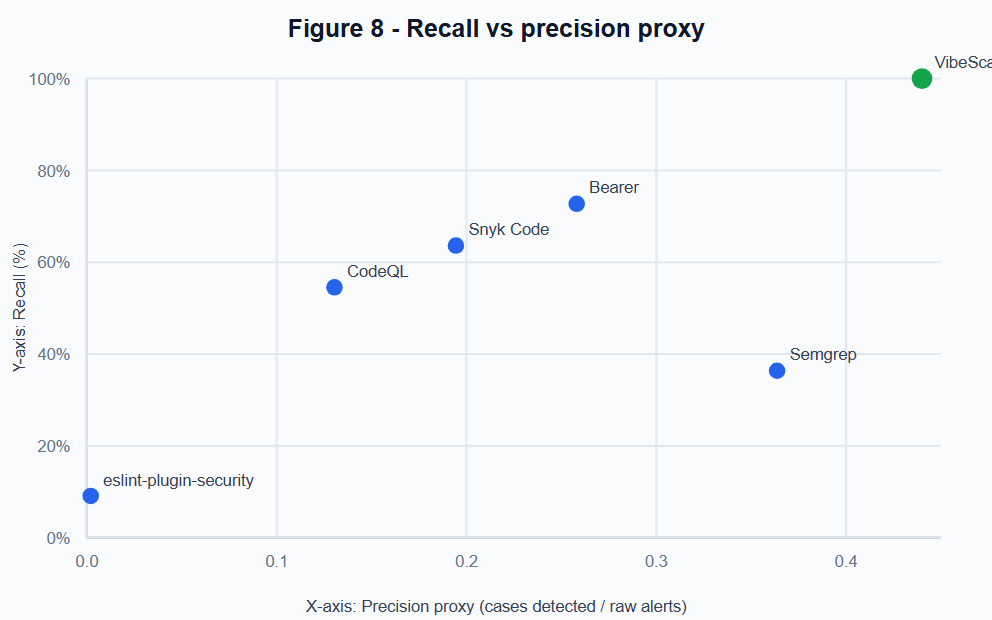 Figure 8 - Recall vs precision proxy
VibeSca
100%
80%
Bearer
Snyk Code
60%
CodeQL
Y-axis: Recall (%)
40%
Semgrep
20%
eslint-plugin-security
0%
0.0 0.1 0.2 0.3 0.4
X-axis: Precision proxy (cases detected / raw alerts)